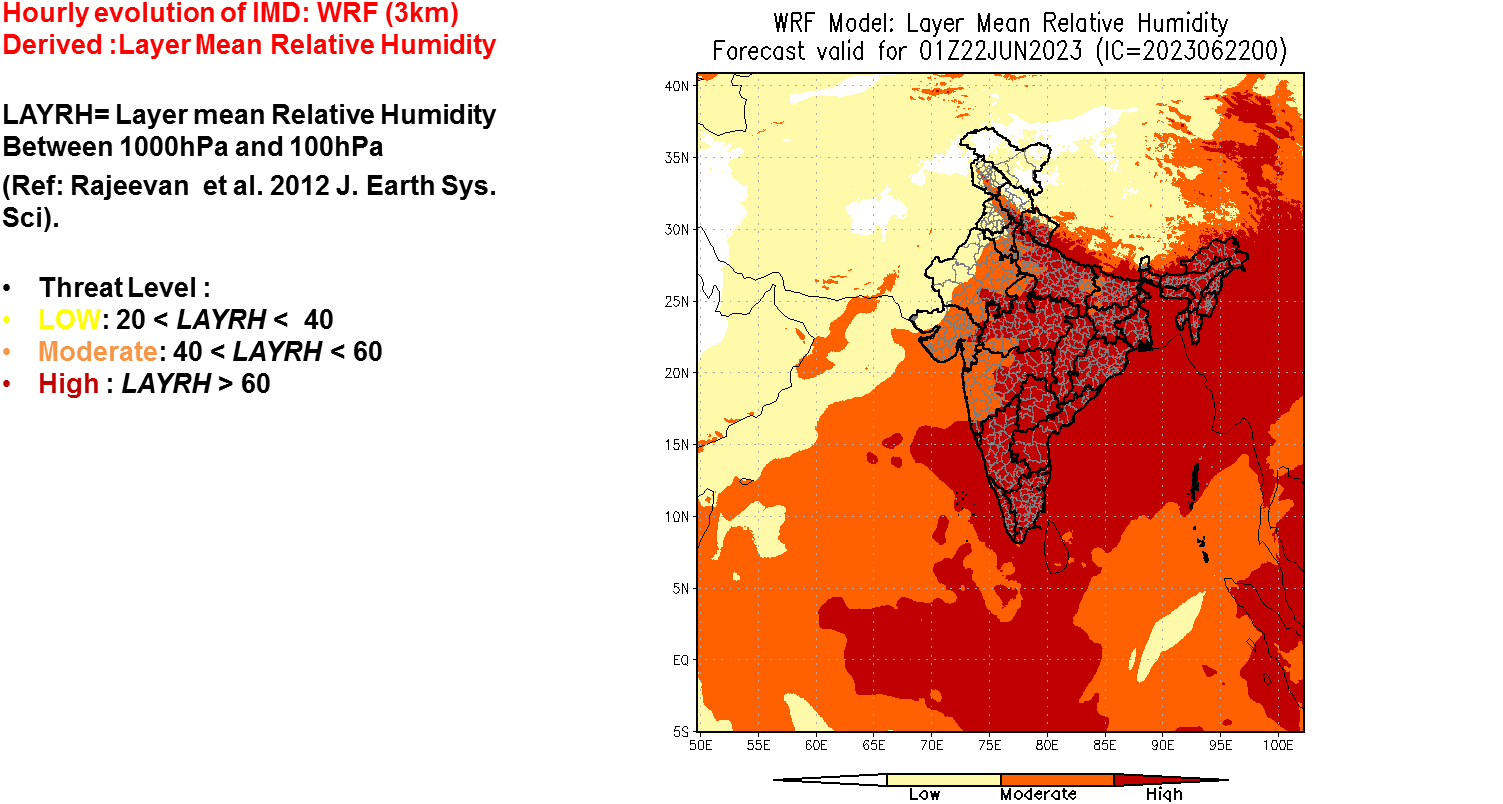 Hourly evolution of IMD: WRF (3km)
Derived :Layer Mean Relative Humidity
LAYRH= Layer mean Relative Humidity
Between 1000hPa and 100hPa
(Ref: Rajeevan et al. 2012 J. Earth Sys.
Sci).
• Threat Level :
• LOW: 20 < LAYRH < 40
• Moderate: 40 < LAYRH < 60
• High : LAYRH > 60
WRF Model: Layer Mean Relative Humidity
Forecast valid for 01Z22JUN2023 (IC=2023062200)
40N
35N
30N
25N
20N
15N
10N
5N
EQ
5S
50E 55E 60E 65E 70E 75E 80E 85E 90E 95E 100E
Low Moderate High